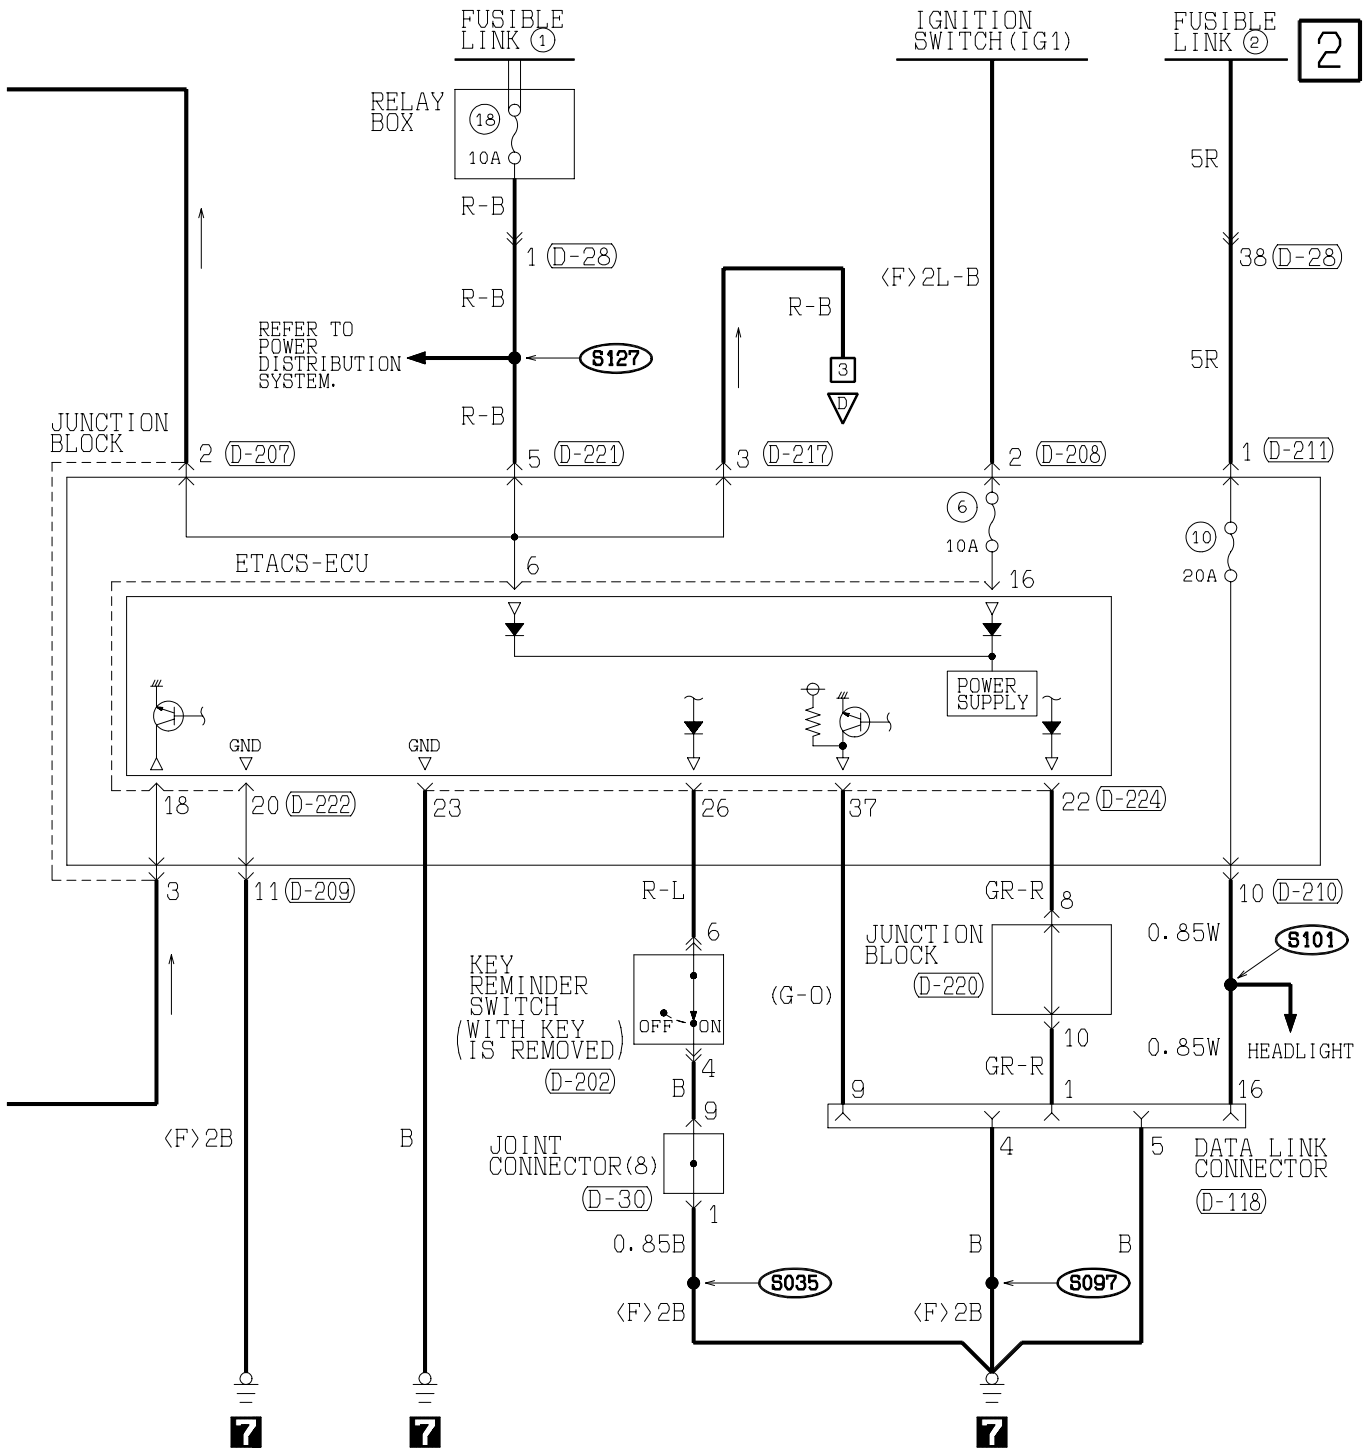 FUSIBLE
LINK ①
IGNITION
SWITCH(IG1)
FUSIBLE
LINK ②
2
RELAY
BOX
18
10A
R-B
5R
1 (D-28)
38 (D-28)
R-B
R-B
<F>2L-B
REFER TO
POWER
DISTRIBUTION
SYSTEM.
S127
3
D
5R
R-B
JUNCTION
BLOCK
2 (D-207)
5 (D-221)
3 (D-217)
2 (D-208)
1 (D-211)
6
10A
10
20A
ETACS-ECU
6
16
POWER
SUPPLY
GND
GND
18
20 (D-222)
23
26
37
22 (D-224)
3
11 (D-209)
R-L
GR-R
8
10 (D-210)
6
JUNCTION
BLOCK
(D-220)
0.85W
S101
KEY
REMINDER
SWITCH
(WITH KEY
IS REMOVED)
(D-202)
OFF
ON
(G-O)
10
0.85W
HEADLIGHT
4
B
9
GR-R
9
1
16
<F>2B
B
JOINT
CONNECTOR(8)
(D-30)
4
5
DATA LINK
CONNECTOR
(D-118)
1
0.85B
B
B
S035
S097
<F>2B
<F>2B
7
7
7